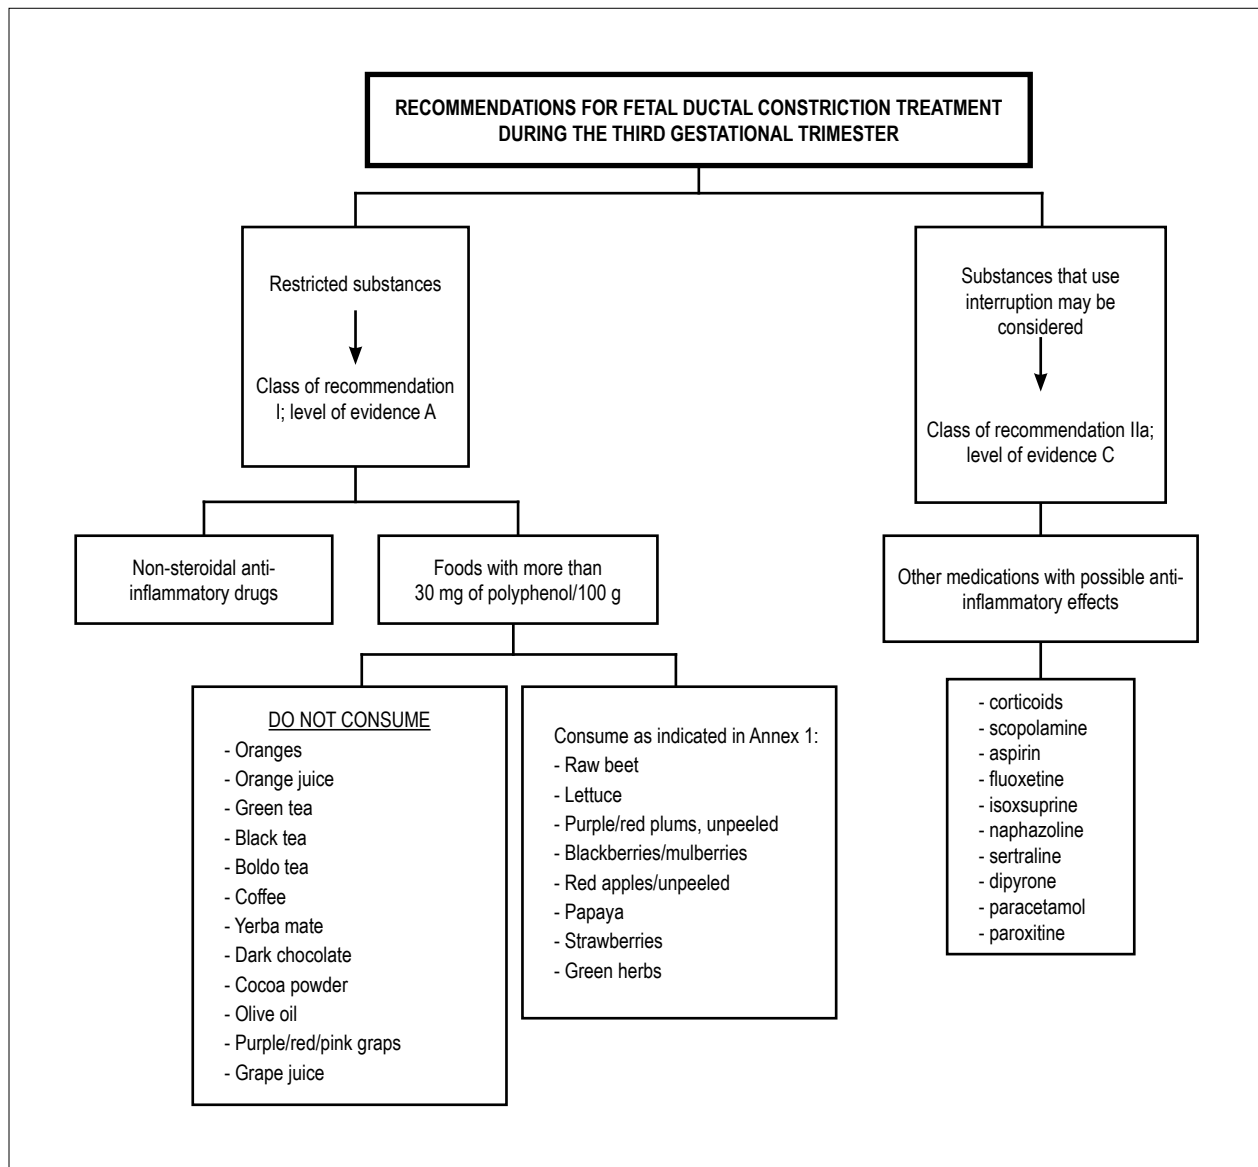 RECOMMENDATIONS FOR FETAL DUCTAL CONSTRICTION TREATMENT
DURING THE THIRD GESTATIONAL TRIMESTER
Restricted substances
Class of recommendation
I; level of evidence A
Substances that use
interruption may be
considered
Class of recommendation IIa;
level of evidence C
Non-steroidal anti-
inflammatory drugs
Foods with more than
30 mg of polyphenol/100 g
Other medications with possible anti-
inflammatory effects
DO NOT CONSUME
- Oranges
- Orange juice
- Green tea
- Black tea
- Boldo tea
- Coffee
- Yerba mate
- Dark chocolate
- Cocoa powder
- Olive oil
- Purple/red/pink graps
- Grape juice
Consume as indicated in Annex 1:
- Raw beet
- Lettuce
- Purple/red plums, unpeeled
- Blackberries/mulberries
- Red apples/unpeeled
- Papaya
- Strawberries
- Green herbs
- corticoids
- scopolamine
- aspirin
- fluoxetine
- isoxsuprine
- naphazoline
- sertraline
- dipyrone
- paracetamol
- paroxitine